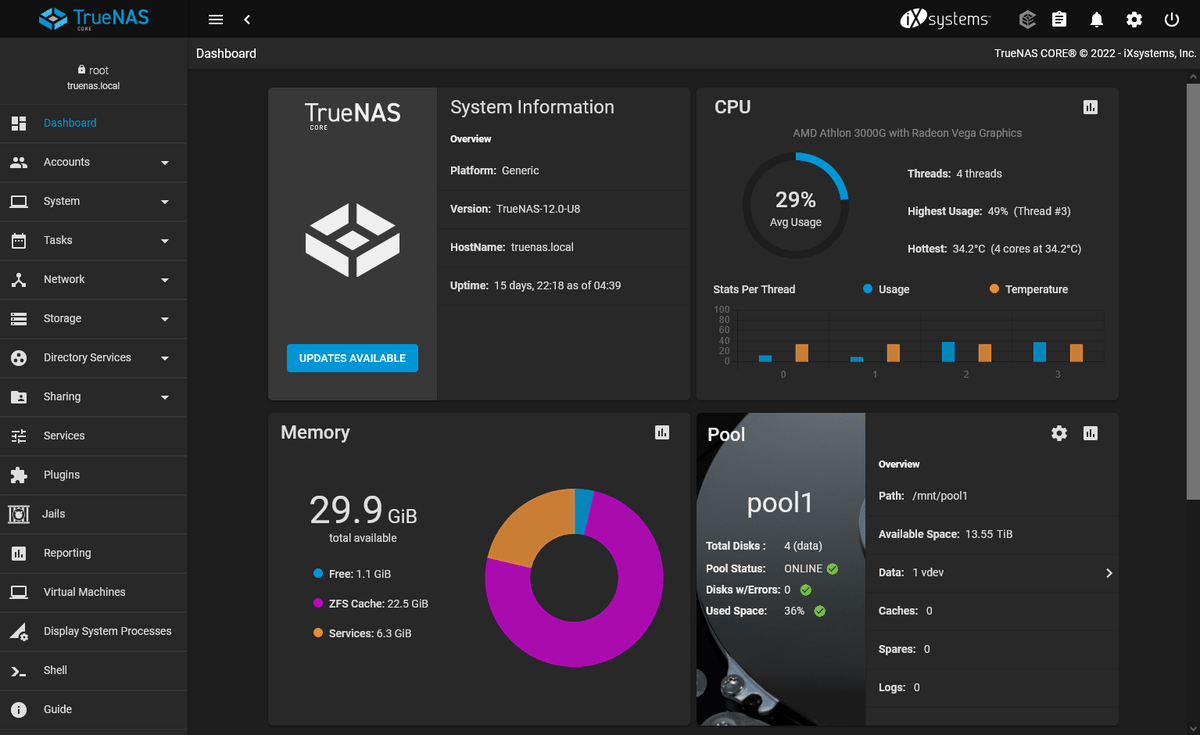 TrueNAS
CORE
iXsystems
Dashboard
TrueNAS CORE® © 2022 - iXsystems, Inc.
root
truenas.local
Dashboard
Accounts
System
Tasks
Network
Storage
Directory Services
Sharing
Services
Plugins
Jails
Reporting
Virtual Machines
Display System Processes
Shell
Guide
TrueNAS
CORE
UPDATES AVAILABLE
System Information
Overview
Platform: Generic
Version: TrueNAS-12.0-U8
HostName: truenas.local
Uptime: 15 days, 22:18 as of 04:39
CPU
AMD Athlon 3000G with Radeon Vega Graphics
29%
Avg Usage
Threads: 4 threads
Highest Usage: 49% (Thread #3)
Hottest: 34.2°C (4 cores at 34.2°C)
Stats Per Thread Usage Temperature
100
80
60
40
20
0
0 1 2 3
Memory
29.9 GiB
total available
Free: 1.1 GiB
ZFS Cache: 22.5 GiB
Services: 6.3 GiB
Pool
pool1
Total Disks : 4 (data)
Pool Status: ONLINE
Disks w/Errors: 0
Used Space: 36%
Overview
Path: /mnt/pool1
Available Space: 13.55 TiB
Data: 1 vdev
Caches: 0
Spares: 0
Logs: 0